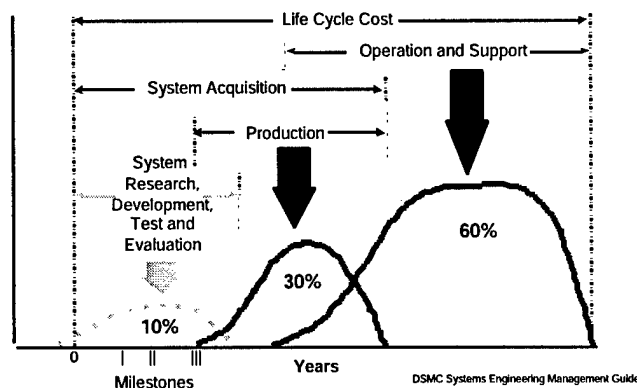 Life Cycle Cost
Operation and Support
System Acquisition
Production
System
Research,
Development,
Test and
Evaluation
60%
30%
10%
0 I II III
Years
Milestones
DSMC Systems Engineering Management Guide